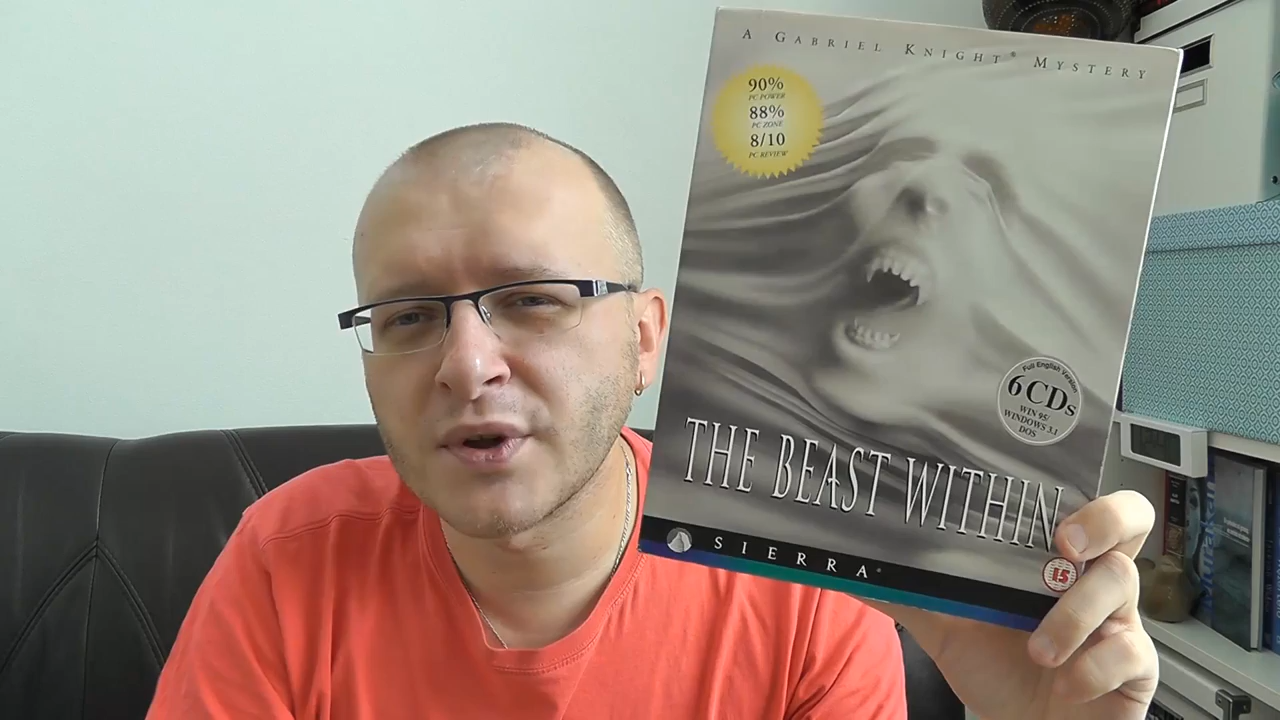 A GABRIEL KNIGHT® MYSTERY
90%
PC POWER
88%
PC ZONE
8/10
PC REVIEW
Full English Version
6 CDs
WIN 95/
WINDOWS 3.1
DOS
THE BEAST WITHIN
SIERRA®
15